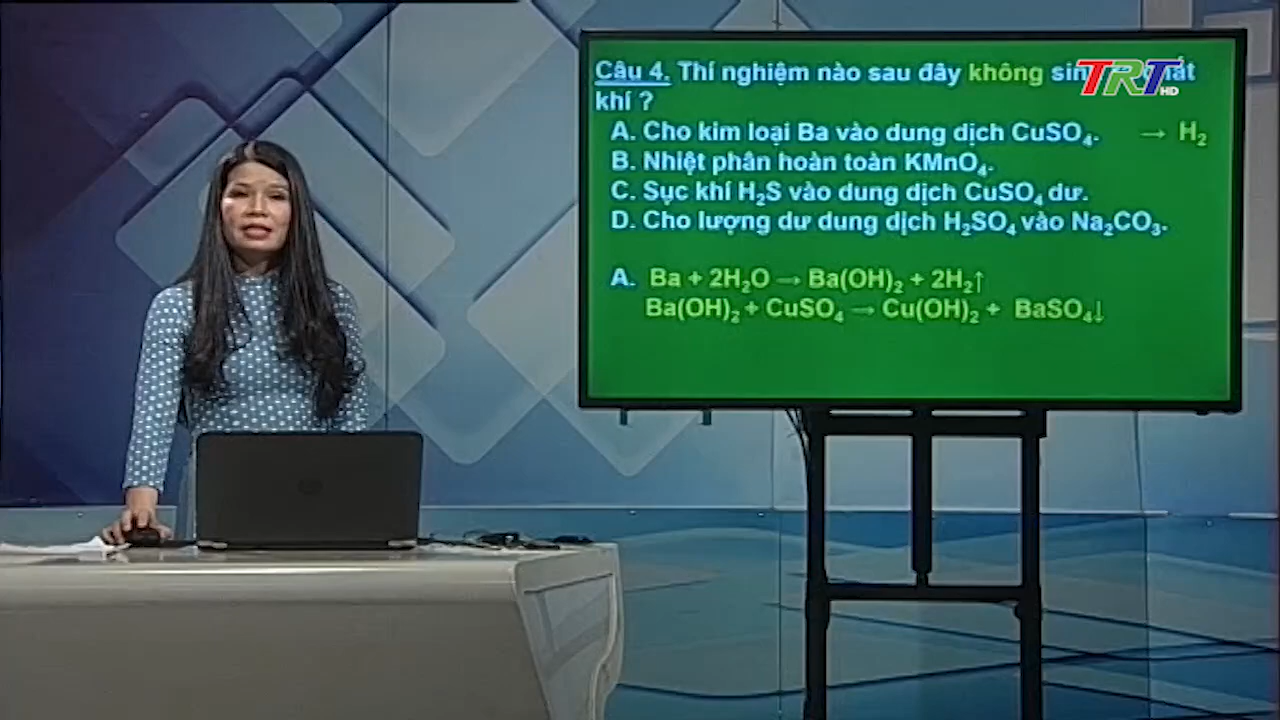 Câu 4. Thí nghiệm nào sau đây không
khí ?
A. Cho kim loại Ba vào dung dịch CuSO₄. → H₂
B. Nhiệt phân hoàn toàn KMnO₄.
C. Sục khí H₂S vào dung dịch CuSO₄ dư.
D. Cho lượng dư dung dịch H₂SO₄ vào Na₂CO₃.
A. Ba + 2H₂O → Ba(OH)₂ + 2H₂↑
Ba(OH)₂ + CuSO₄ → Cu(OH)₂ + BaSO₄↓
TRT HD